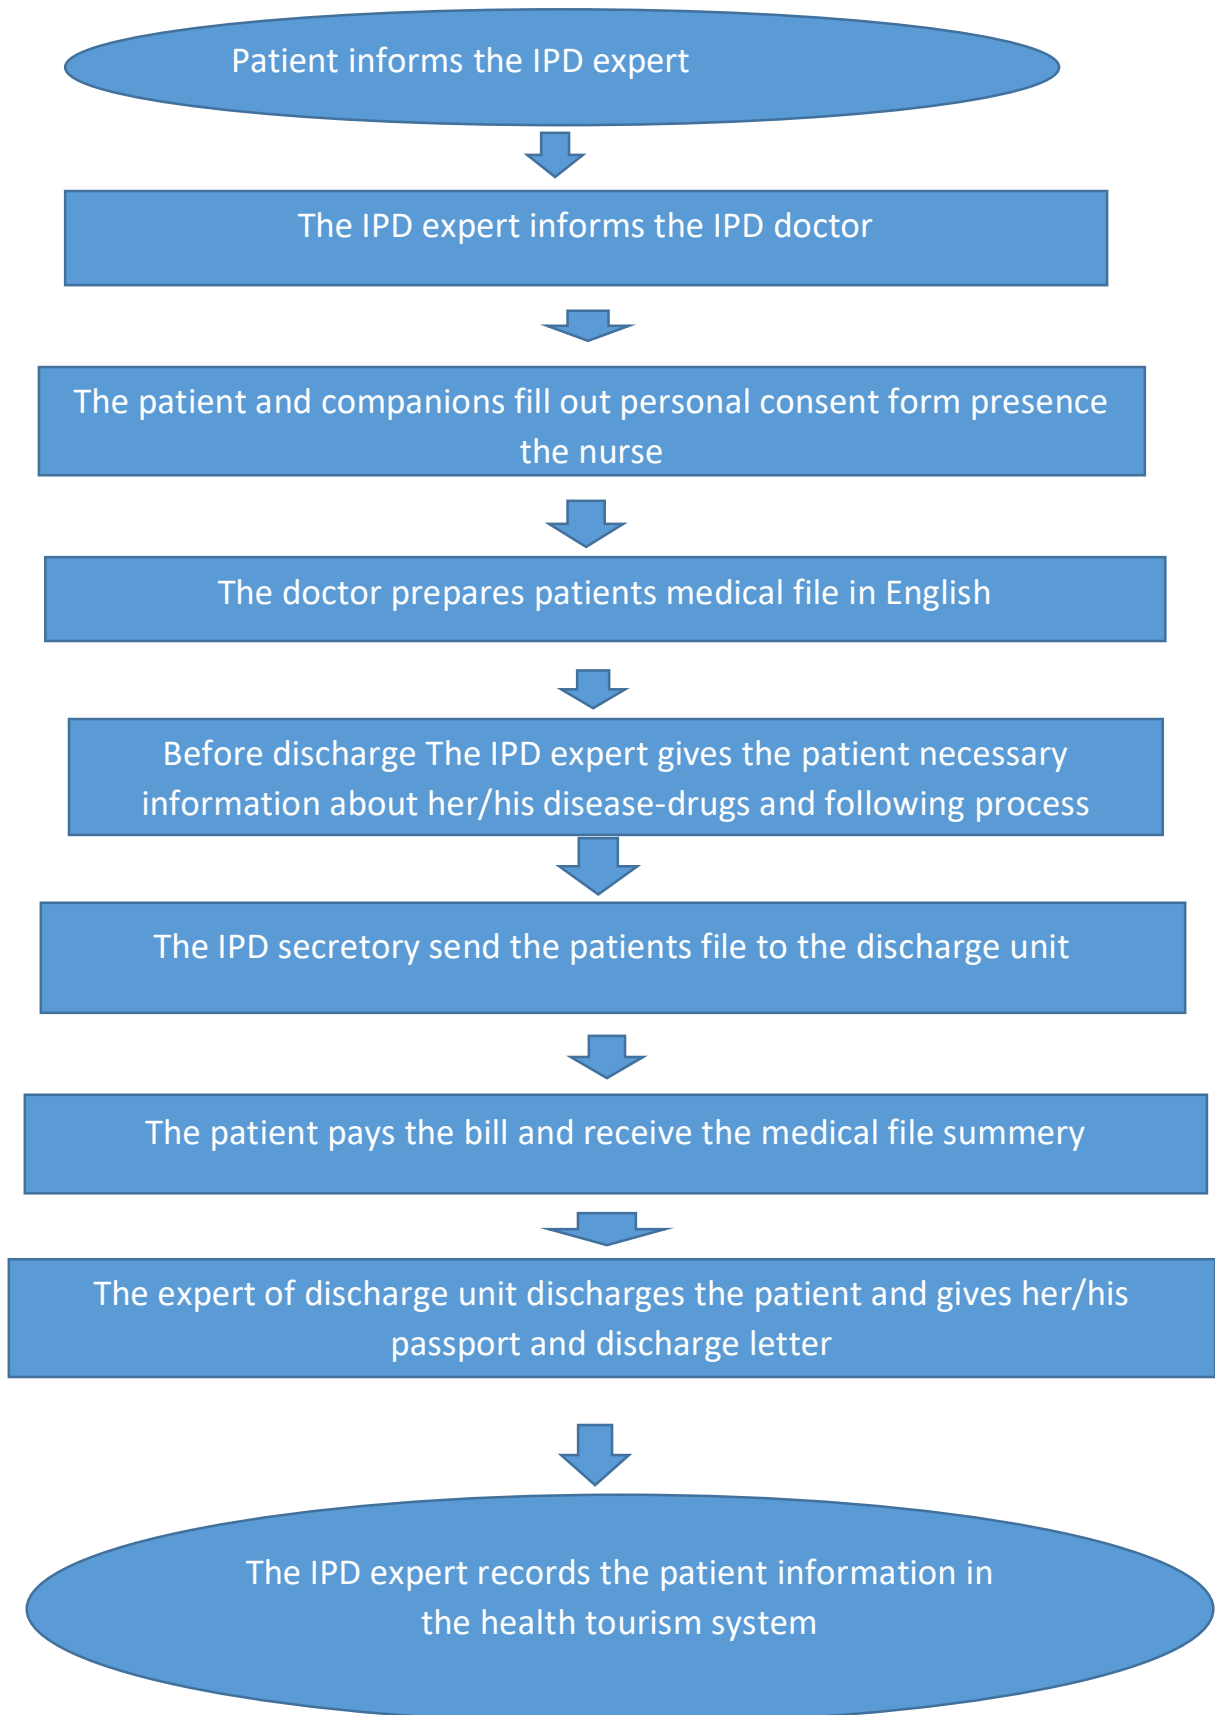 Patient informs the IPD expert
The IPD expert informs the IPD doctor
The patient and companions fill out personal consent form presence
the nurse
The doctor prepares patients medical file in English
Before discharge The IPD expert gives the patient necessary
information about her/his disease-drugs and following process
The IPD secretory send the patients file to the discharge unit
The patient pays the bill and receive the medical file summery
The expert of discharge unit discharges the patient and gives her/his
passport and discharge letter
The IPD expert records the patient information in
the health tourism system